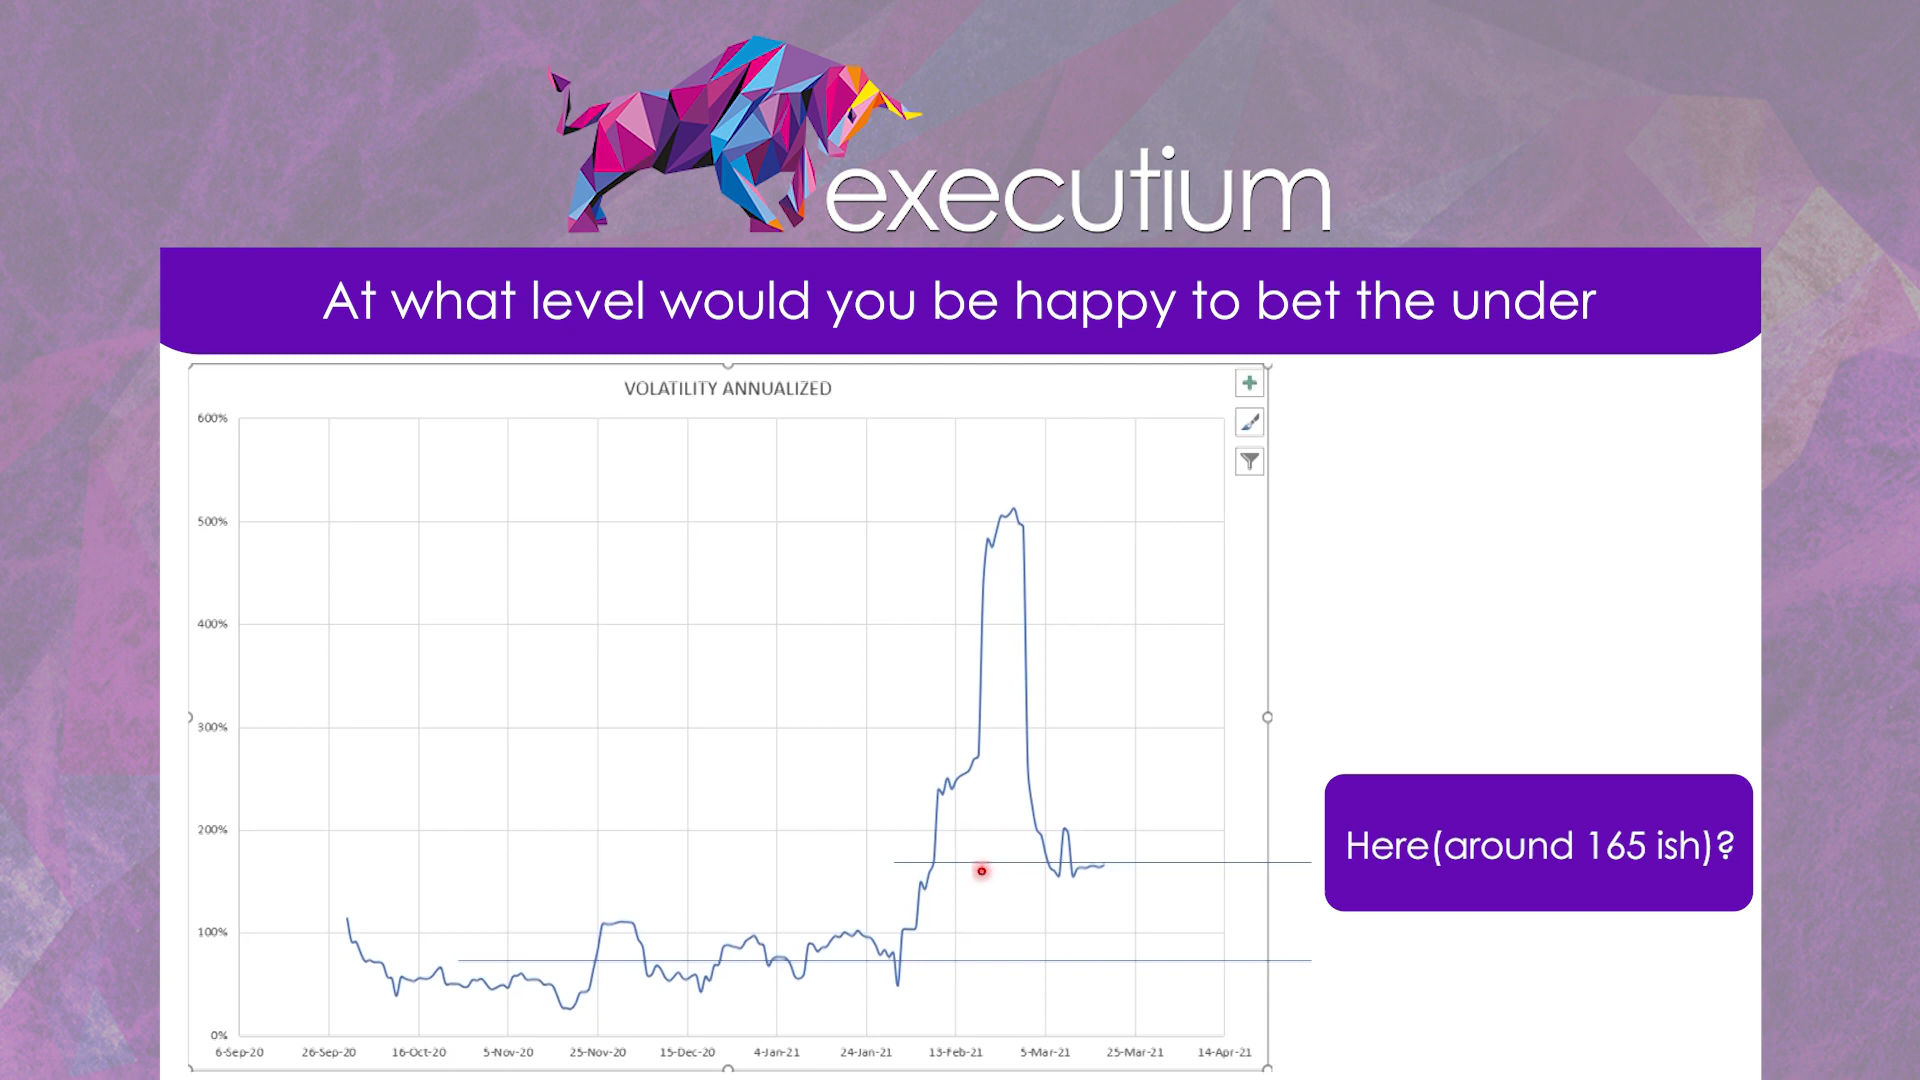 executium
At what level would you be happy to bet the under
VOLATILITY ANNUALIZED
600%
500%
400%
300%
200%
100%
0%
6-Sep-20 26-Sep-20 16-Oct-20 5-Nov-20 25-Nov-20 15-Dec-20 4-Jan-21 24-Jan-21 13-Feb-21 5-Mar-21 25-Mar-21 14-Apr-21
Here(around 165 ish)?